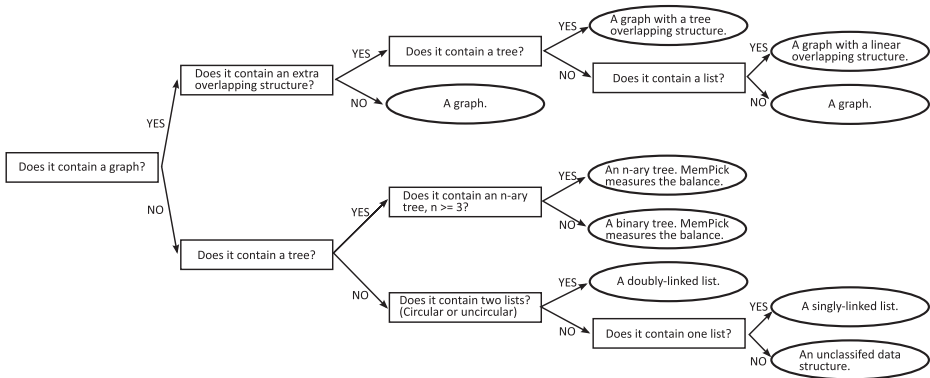 Does it contain a graph?
YES
NO
Does it contain an extra
overlapping structure?
YES
NO
Does it contain a tree?
YES
NO
A graph with a tree
overlapping structure.
Does it contain a list?
YES
NO
A graph with a linear
overlapping structure.
A graph.
A graph.
Does it contain a tree?
YES
NO
Does it contain an n-ary
tree, n >= 3?
YES
NO
An n-ary tree. MemPick
measures the balance.
A binary tree. MemPick
measures the balance.
Does it contain two lists?
(Circular or uncircular)
YES
NO
A doubly-linked list.
Does it contain one list?
YES
NO
A singly-linked list.
An unclassifed data
structure.